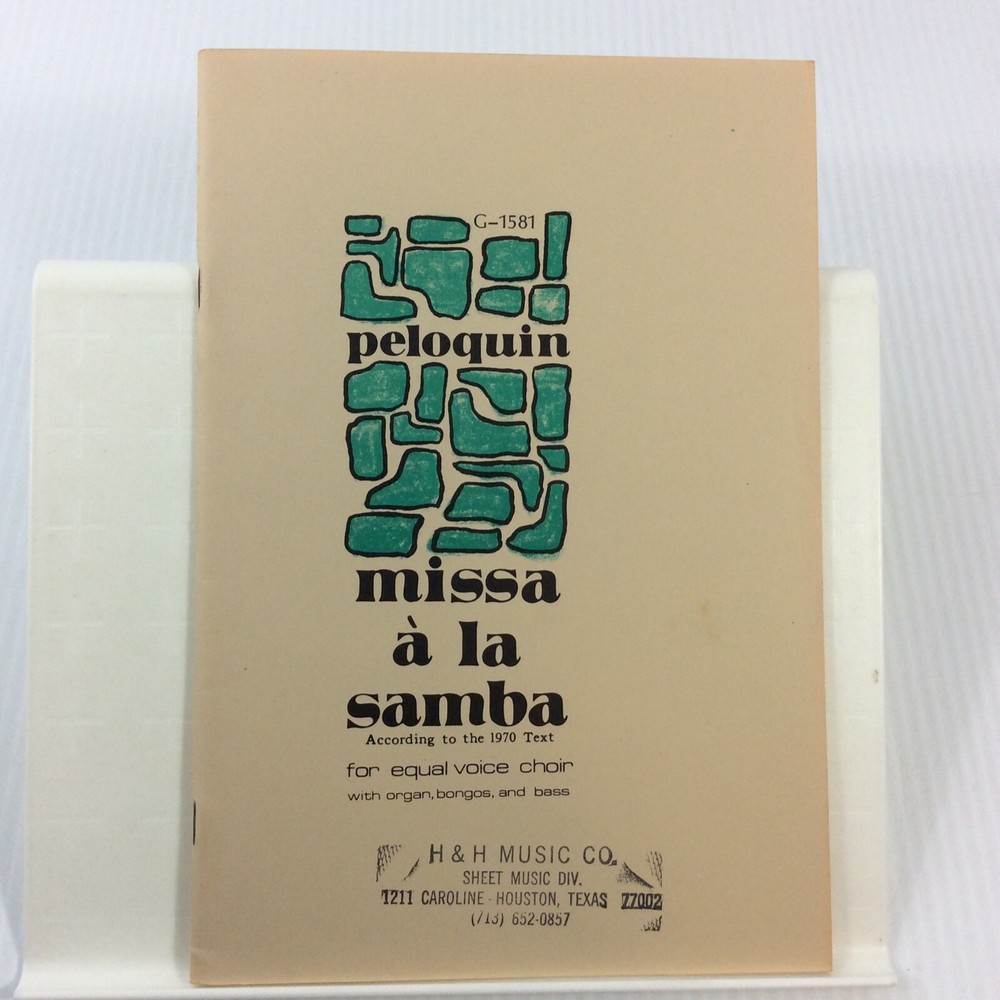 G-1581
peloquin
missa
à la
samba
According to the 1970 Text
for equal voice choir
with organ, bongos, and bass
H & H MUSIC CO.
SHEET MUSIC DIV.
1211 CAROLINE - HOUSTON, TEXAS 77002
(713) 652-0857